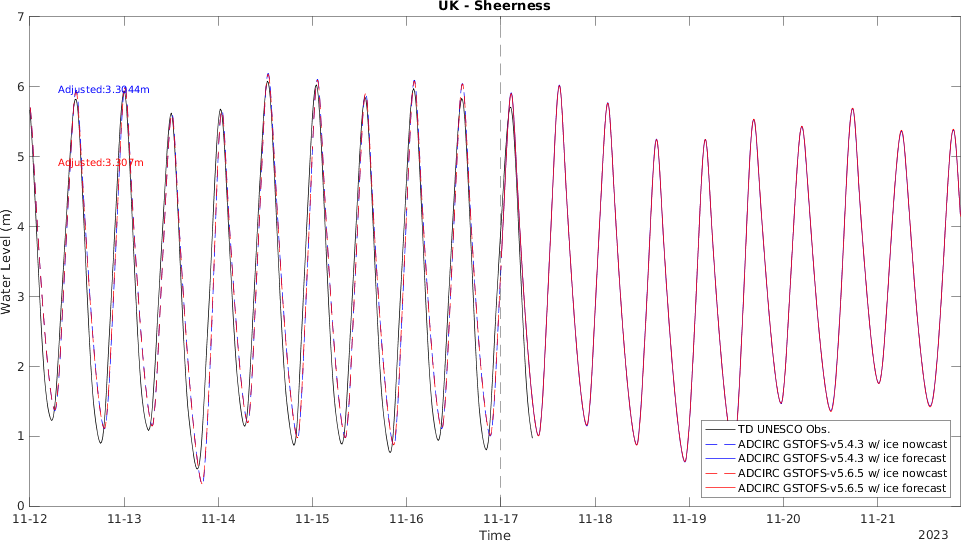 UK - Sheerness
7
6
5
4
3
2
1
0
Water Level (m)
Adjusted:3.3044m
Adjusted:3.307m
TD UNESCO Obs.
ADCIRC GSTOFS-v5.4.3 w/ ice nowcast
ADCIRC GSTOFS-v5.4.3 w/ ice forecast
ADCIRC GSTOFS-v5.6.5 w/ ice nowcast
ADCIRC GSTOFS-v5.6.5 w/ ice forecast
11-12 11-13 11-14 11-15 11-16 11-17 11-18 11-19 11-20 11-21
Time
2023